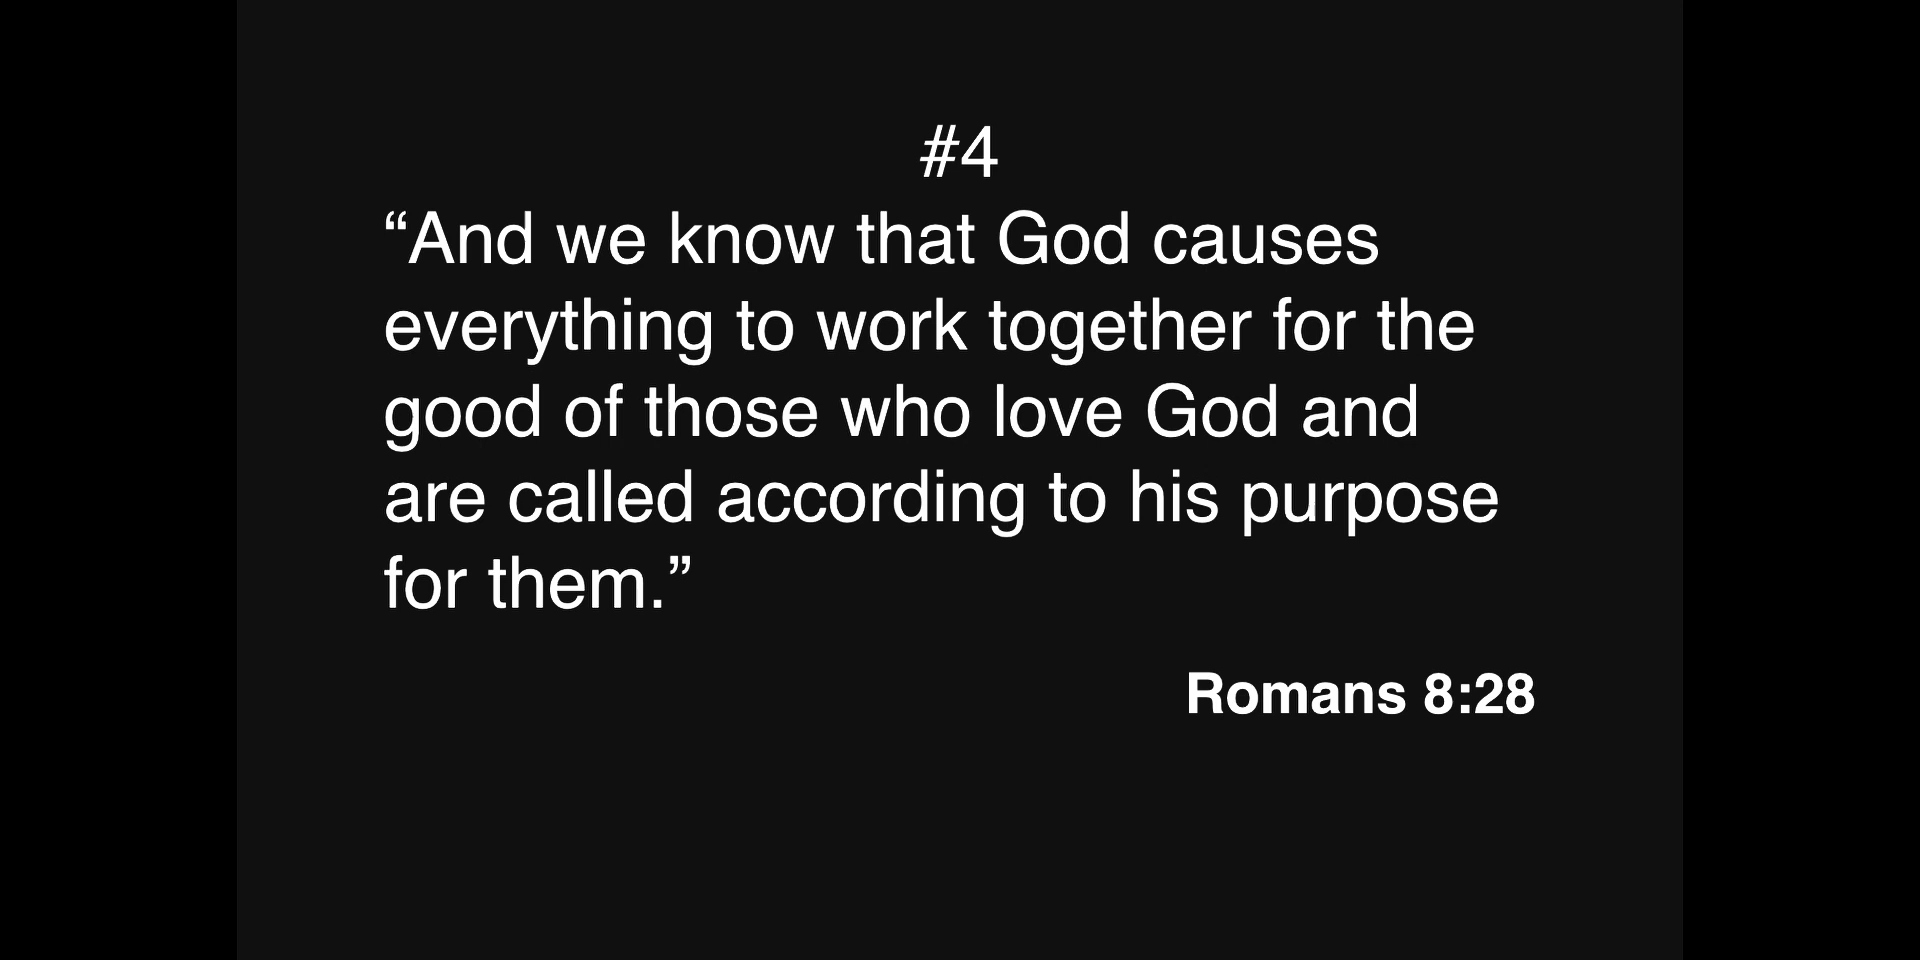 #4
“And we know that God causes
everything to work together for the
good of those who love God and
are called according to his purpose
for them.”
Romans 8:28